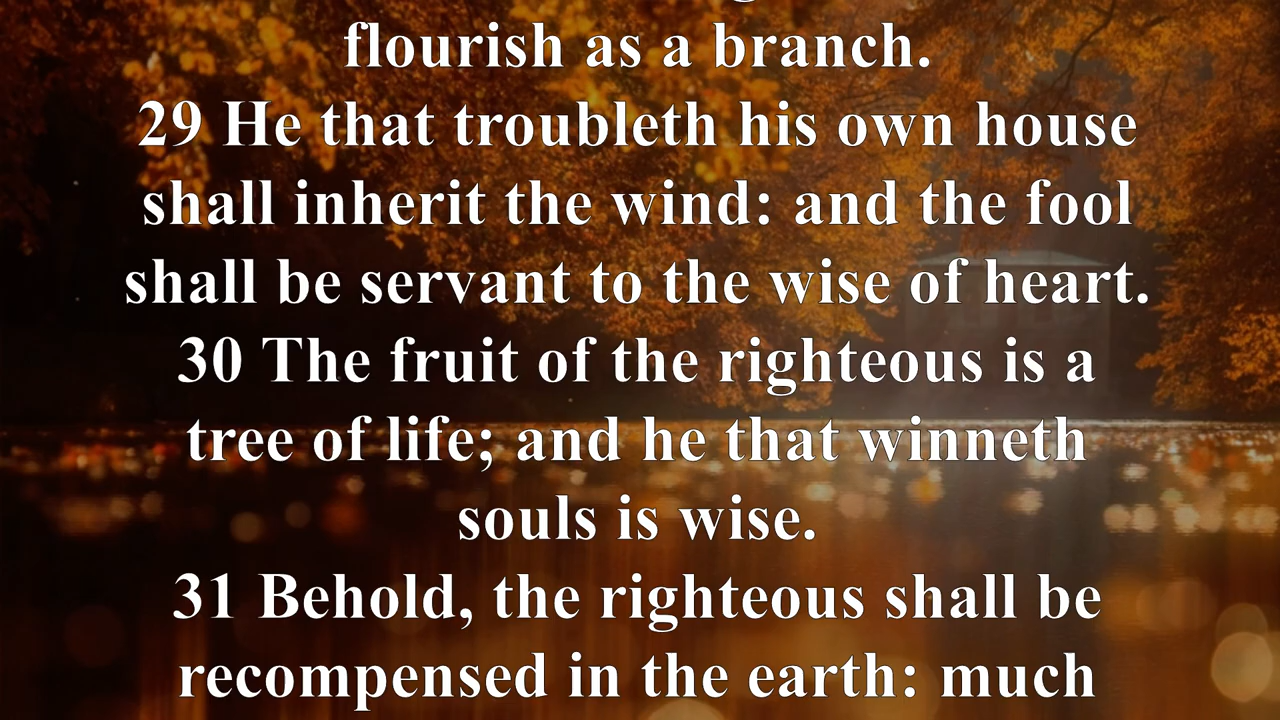 flourish as a branch.
29 He that troubleth his own house
shall inherit the wind: and the fool
shall be servant to the wise of heart.
30 The fruit of the righteous is a
tree of life; and he that winneth
souls is wise.
31 Behold, the righteous shall be
recompensed in the earth: much